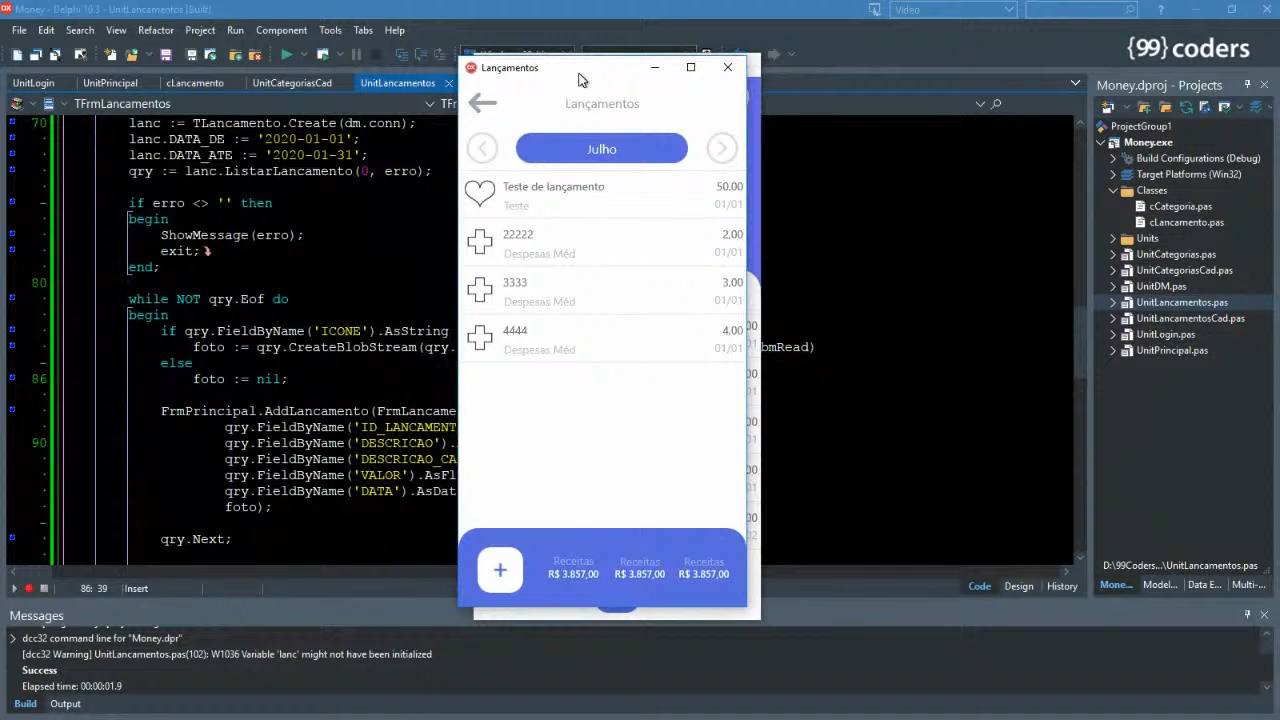 Money - Delphi 10.3 - UnitLancamentos [Built]
Video
File Edit Search View Refactor Project Run Component Tools Tabs Help
{99} coders
UnitLogin UnitPrincipal cLancamento UnitCategoriasCad UnitLancamentos
Money.dproj - Projects
TFrmLancamentos
ProjectGroup1
Money.exe
Build Configurations (Debug)
Target Platforms (Win32)
Classes
cCategoria.pas
cLancamento.pas
Units
UnitCategorias.pas
UnitCategoriasCad.pas
UnitDM.pas
UnitLancamentos.pas
UnitLancamentosCad.pas
UnitLogin.pas
UnitPrincipal.pas
D:\99Coders...\UnitLancamentos.pas
Mone... Model... Data E... Multi-...
70 lanc := TLancamento.Create(dm.conn);
lanc.DATA_DE := '2020-01-01';
lanc.DATA_ATE := '2020-01-31';
qry := lanc.ListarLancamento(0, erro);
if erro <> '' then
begin
ShowMessage(erro);
exit;
end;
80
while NOT qry.Eof do
begin
if qry.FieldByName('ICONE').AsString
foto := qry.CreateBlobStream(qry.
bmRead)
else
86 foto := nil;
FrmPrincipal.AddLancamento(FrmLancame
qry.FieldByName('ID_LANCAMENT
90 qry.FieldByName('DESCRICAO').
qry.FieldByName('DESCRICAO_CA
qry.FieldByName('VALOR').AsFl
qry.FieldByName('DATA').AsDat
foto);
qry.Next;
Lançamentos
Lançamentos
Julho
Teste de lançamento 50,00
Teste 01/01
22222 2,00
Despesas Méd 01/01
3333 3,00
Despesas Méd 01/01
4444 4,00
Despesas Méd 01/01
Receitas Receitas Receitas
R$ 3.857,00 R$ 3.857,00 R$ 3.857,00
86: 39 Insert
Code Design History
Messages
dcc32 command line for "Money.dpr"
[dcc32 Warning] UnitLancamentos.pas(102): W1036 Variable 'lanc' might not have been initialized
Success
Elapsed time: 00:00:01.9
Build Output